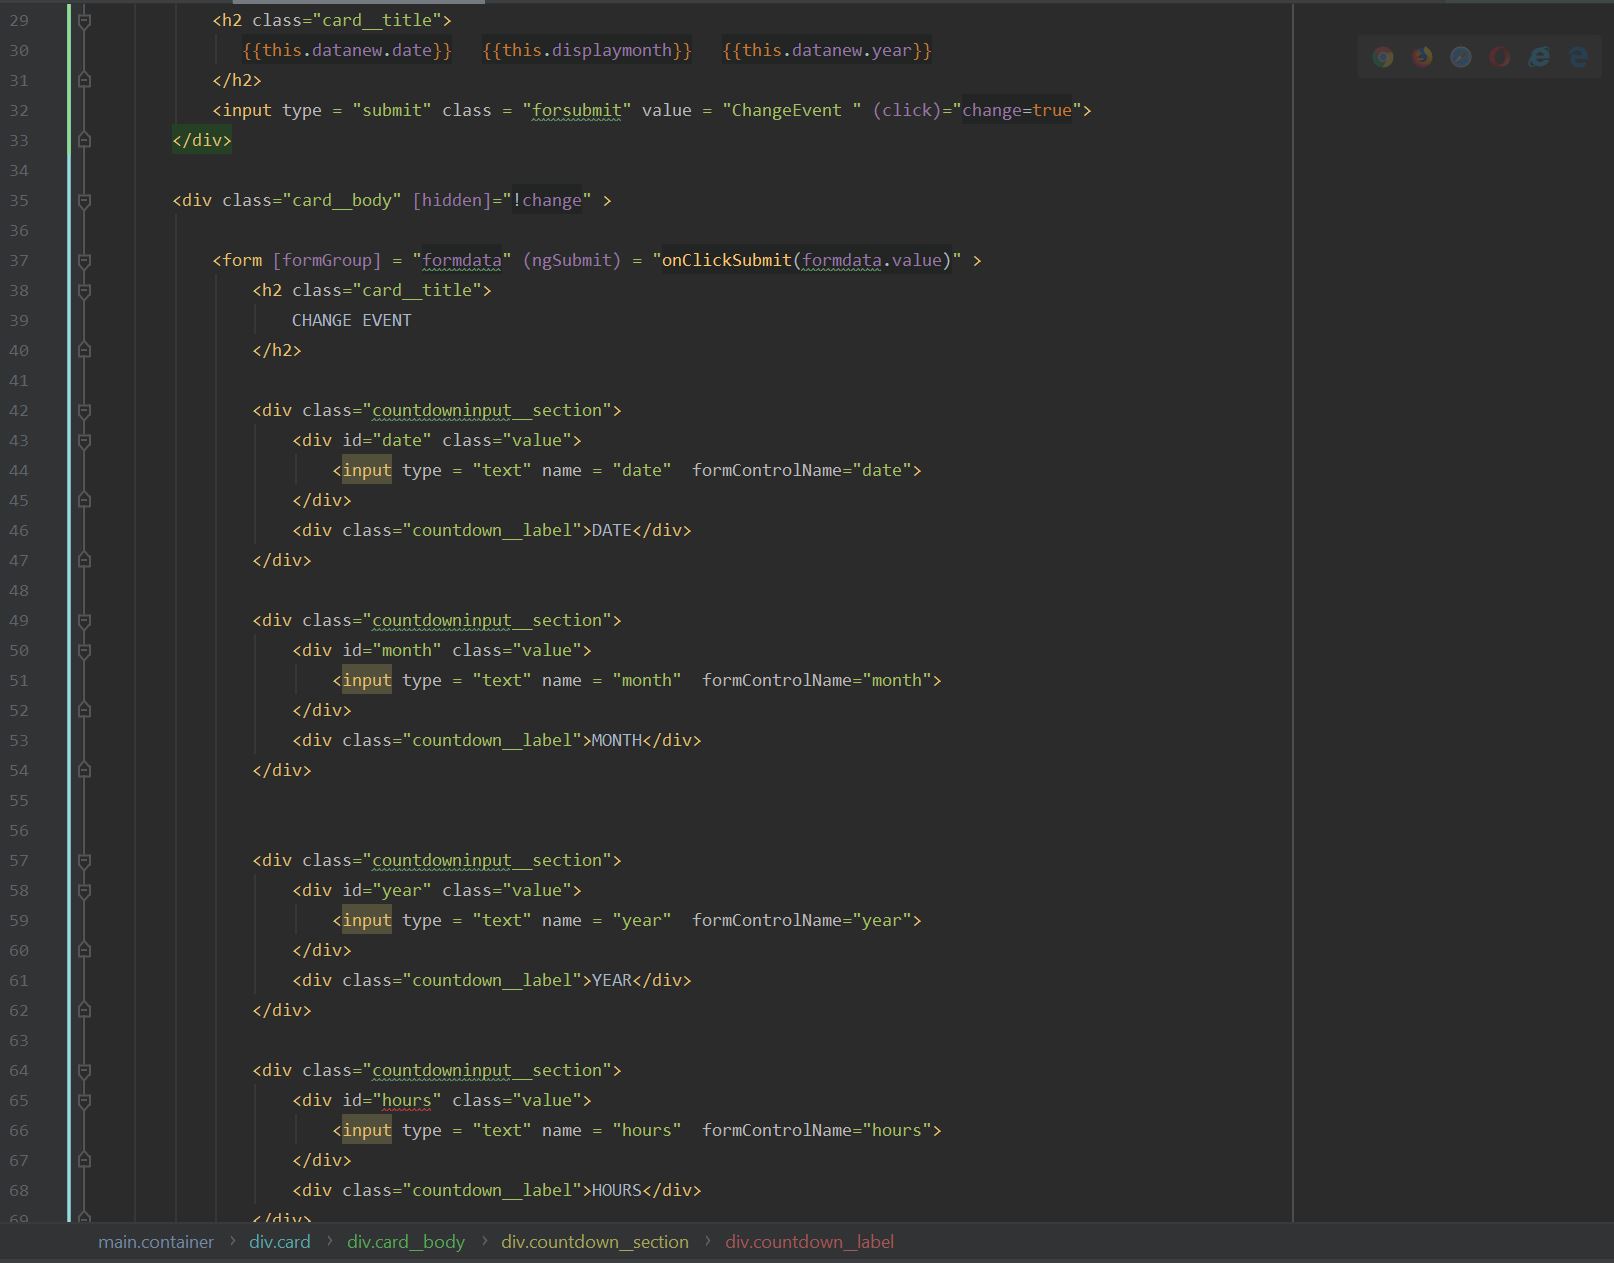 29 <h2 class="card__title">
30 {{this.datanew.date}} {{this.displaymonth}} {{this.datanew.year}}
31 </h2>
32 <input type = "submit" class = "forsubmit" value = "ChangeEvent " (click)="change=true">
33 </div>
34
35 <div class="card__body" [hidden]="!change" >
36
37 <form [formGroup] = "formdata" (ngSubmit) = "onClickSubmit(formdata.value)" >
38 <h2 class="card__title">
39 CHANGE EVENT
40 </h2>
41
42 <div class="countdowninput__section">
43 <div id="date" class="value">
44 <input type = "text" name = "date"  formControlName="date">
45 </div>
46 <div class="countdown__label">DATE</div>
47 </div>
48
49 <div class="countdowninput__section">
50 <div id="month" class="value">
51 <input type = "text" name = "month"  formControlName="month">
52 </div>
53 <div class="countdown__label">MONTH</div>
54 </div>
55
56
57 <div class="countdowninput__section">
58 <div id="year" class="value">
59 <input type = "text" name = "year"  formControlName="year">
60 </div>
61 <div class="countdown__label">YEAR</div>
62 </div>
63
64 <div class="countdowninput__section">
65 <div id="hours" class="value">
66 <input type = "text" name = "hours"  formControlName="hours">
67 </div>
68 <div class="countdown__label">HOURS</div>
69 </div>
main.container › div.card › div.card__body › div.countdown__section › div.countdown__label